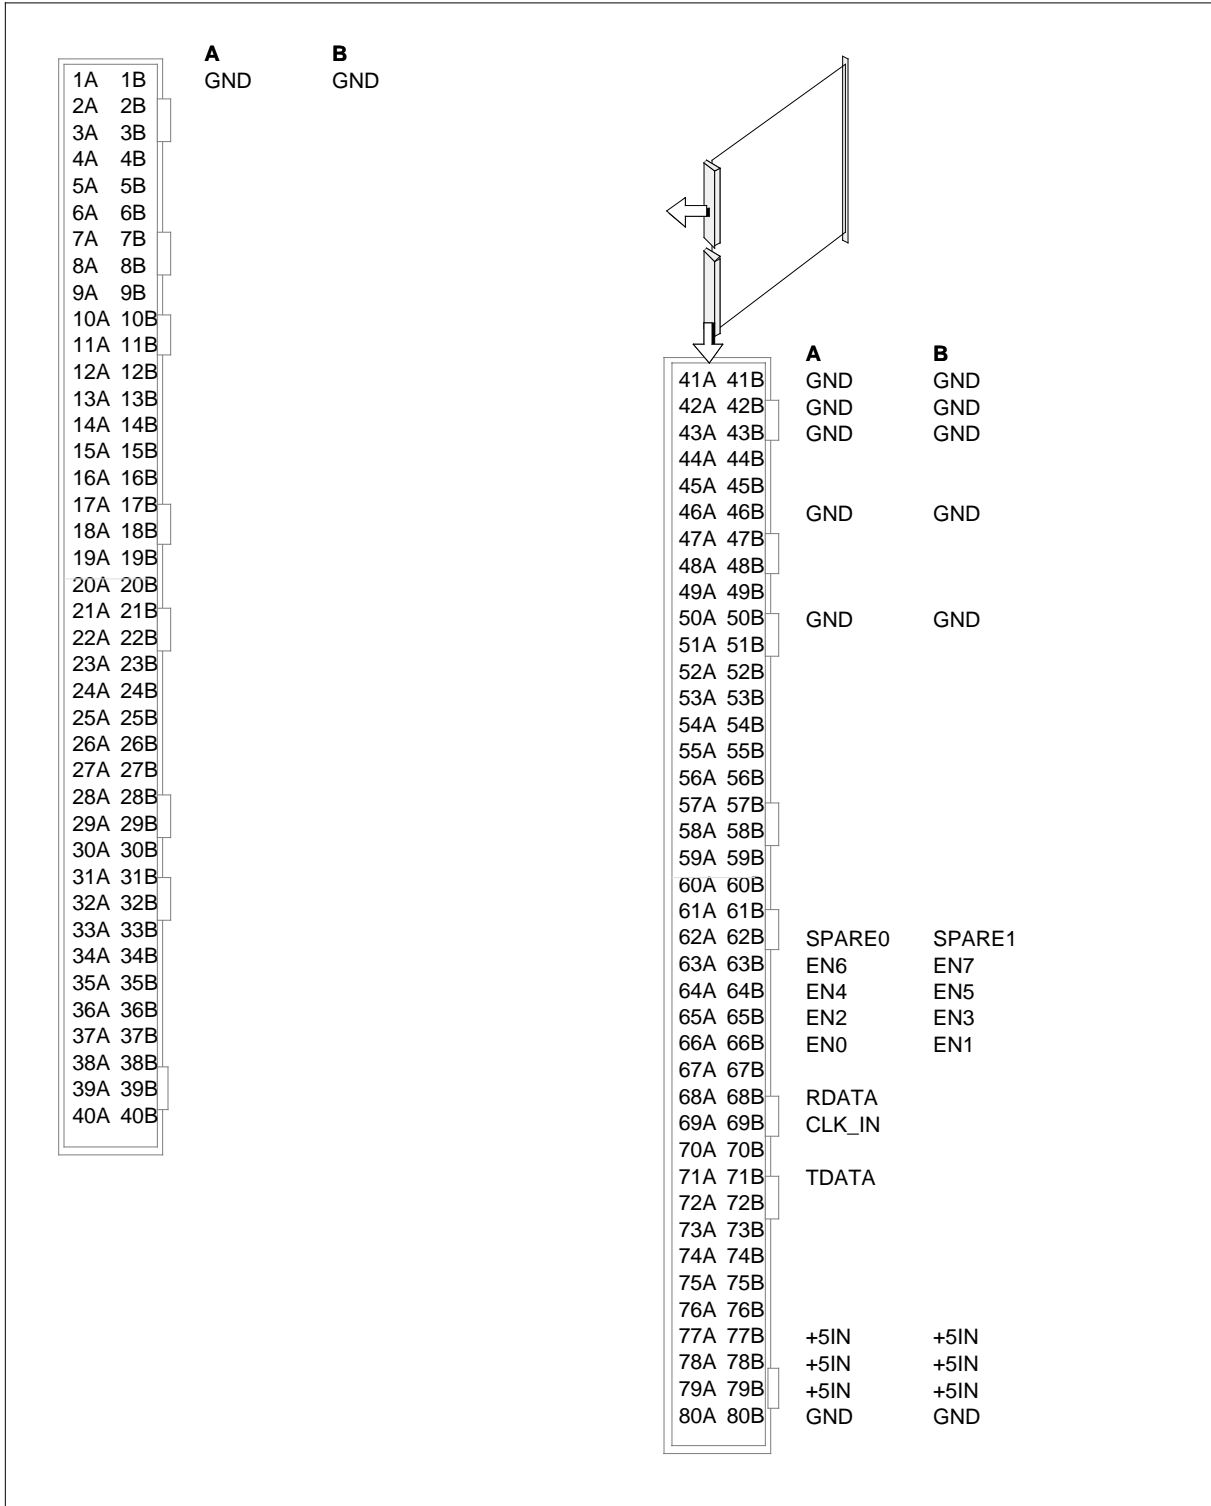 A B
1A 1B GND GND
2A 2B
3A 3B
4A 4B
5A 5B
6A 6B
7A 7B
8A 8B
9A 9B
10A 10B
11A 11B
12A 12B
13A 13B
14A 14B
15A 15B
16A 16B
17A 17B
18A 18B
19A 19B
20A 20B
21A 21B
22A 22B
23A 23B
24A 24B
25A 25B
26A 26B
27A 27B
28A 28B
29A 29B
30A 30B
31A 31B
32A 32B
33A 33B
34A 34B
35A 35B
36A 36B
37A 37B
38A 38B
39A 39B
40A 40B
A B
41A 41B GND GND
42A 42B GND GND
43A 43B GND GND
44A 44B
45A 45B
46A 46B GND GND
47A 47B
48A 48B
49A 49B
50A 50B GND GND
51A 51B
52A 52B
53A 53B
54A 54B
55A 55B
56A 56B
57A 57B
58A 58B
59A 59B
60A 60B
61A 61B
62A 62B SPARE0 SPARE1
63A 63B EN6 EN7
64A 64B EN4 EN5
65A 65B EN2 EN3
66A 66B EN0 EN1
67A 67B
68A 68B RDATA
69A 69B CLK_IN
70A 70B
71A 71B TDATA
72A 72B
73A 73B
74A 74B
75A 75B
76A 76B
77A 77B +5IN +5IN
78A 78B +5IN +5IN
79A 79B +5IN +5IN
80A 80B GND GND